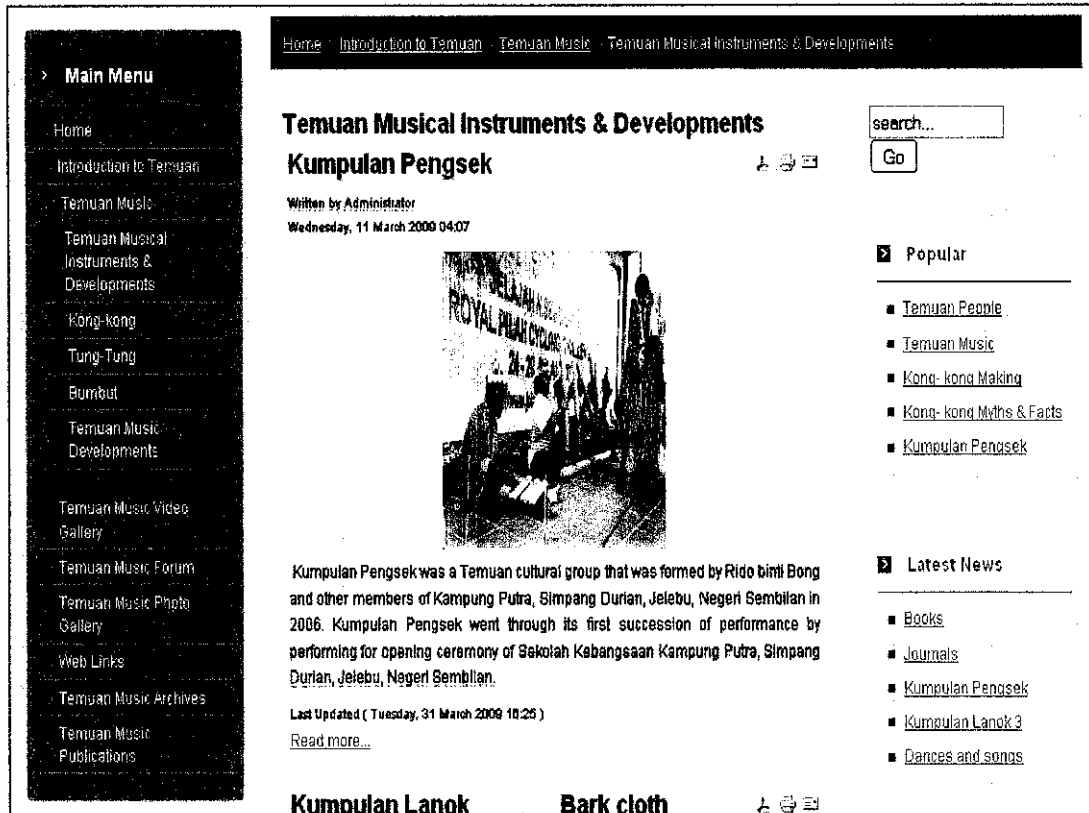 Home Introduction to Temuan Temuan Music Temuan Musical Instruments & Developments
> Main Menu
Home
Introduction to Temuan
Temuan Music
Temuan Musical
Instruments &
Developments
Kong-kong
Tung-Tung
Bumbut
Temuan Music
Developments
Temuan Music Video
Gallery
Temuan Music Forum
Temuan Music Photo
Gallery
Web Links
Temuan Music Archives
Temuan Music
Publications
Temuan Musical Instruments & Developments
Kumpulan Pengsek
Written by Administrator
Wednesday, 11 March 2009 04:07
ROYAL
Kumpulan Pengsek was a Temuan cultural group that was formed by Rido binti Bong
and other members of Kampung Putra, Simpang Durian, Jelebu, Negeri Sembilan in
2006. Kumpulan Pengsek went through its first succession of performance by
performing for opening ceremony of Sekolah Kebangsaan Kampung Putra, Simpang
Durian, Jelebu, Negeri Sembilan.
Last Updated ( Tuesday, 31 March 2009 16:25 )
Read more...
Kumpulan Lanok
Bark cloth
search...
Go
Popular
Temuan People
Temuan Music
Kong- kong Making
Kong- kong Myths & Facts
Kumpulan Pengsek
Latest News
Books
Journals
Kumpulan Pengsek
Kumpulan Lanok 3
Dances and songs